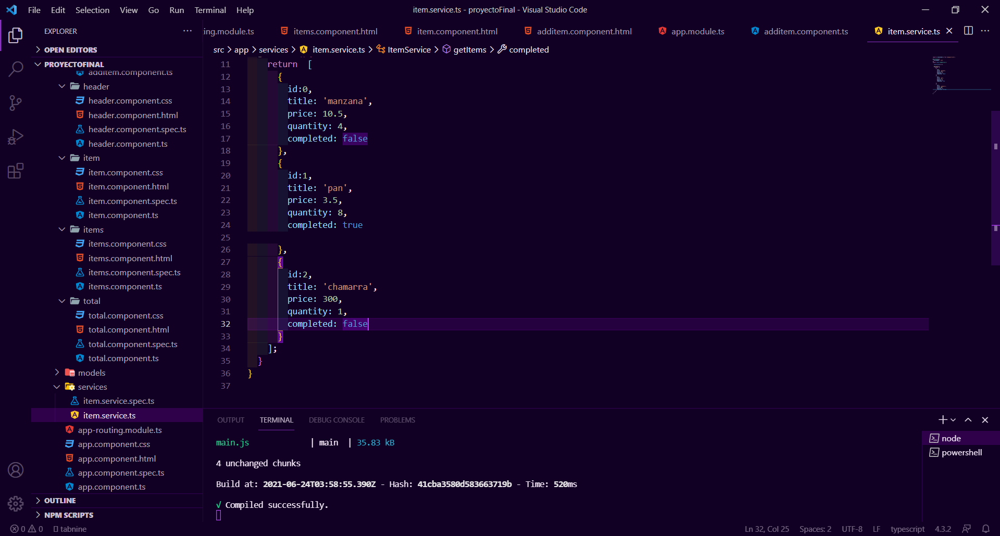 File Edit Selection View Go Run Terminal Help
item.service.ts - proyectoFinal - Visual Studio Code
EXPLORER
OPEN EDITORS
PROYECTOFINAL
additem.component.ts
header
header.component.css
header.component.html
header.component.spec.ts
header.component.ts
item
item.component.css
item.component.html
item.component.spec.ts
item.component.ts
items
items.component.css
items.component.html
items.component.spec.ts
items.component.ts
total
total.component.css
total.component.html
total.component.spec.ts
total.component.ts
models
services
item.service.spec.ts
item.service.ts
app-routing.module.ts
app.component.css
app.component.html
app.component.spec.ts
app.component.ts
OUTLINE
NPM SCRIPTS
ing.module.ts items.component.html item.component.html additem.component.html app.module.ts additem.component.ts item.service.ts
src > app > services > item.service.ts > ItemService > getItems > completed
11 return [
12 {
13 id:0,
14 title: 'manzana',
15 price: 10.5,
16 quantity: 4,
17 completed: false
18 },
19 {
20 id:1,
21 title: 'pan',
22 price: 3.5,
23 quantity: 8,
24 completed: true
25
26 },
27 {
28 id:2,
29 title: 'chamarra',
30 price: 300,
31 quantity: 1,
32 completed: false
33 }
34 ];
35 }
36 }
37
OUTPUT TERMINAL DEBUG CONSOLE PROBLEMS
main.js | main | 35.83 kB
4 unchanged chunks
Build at: 2021-06-24T03:58:55.390Z - Hash: 41cba3580d583663719b - Time: 520ms
√ Compiled successfully.
node
powershell
0 0 tabnine
Ln 32, Col 25 Spaces: 2 UTF-8 LF typescript 4.3.2